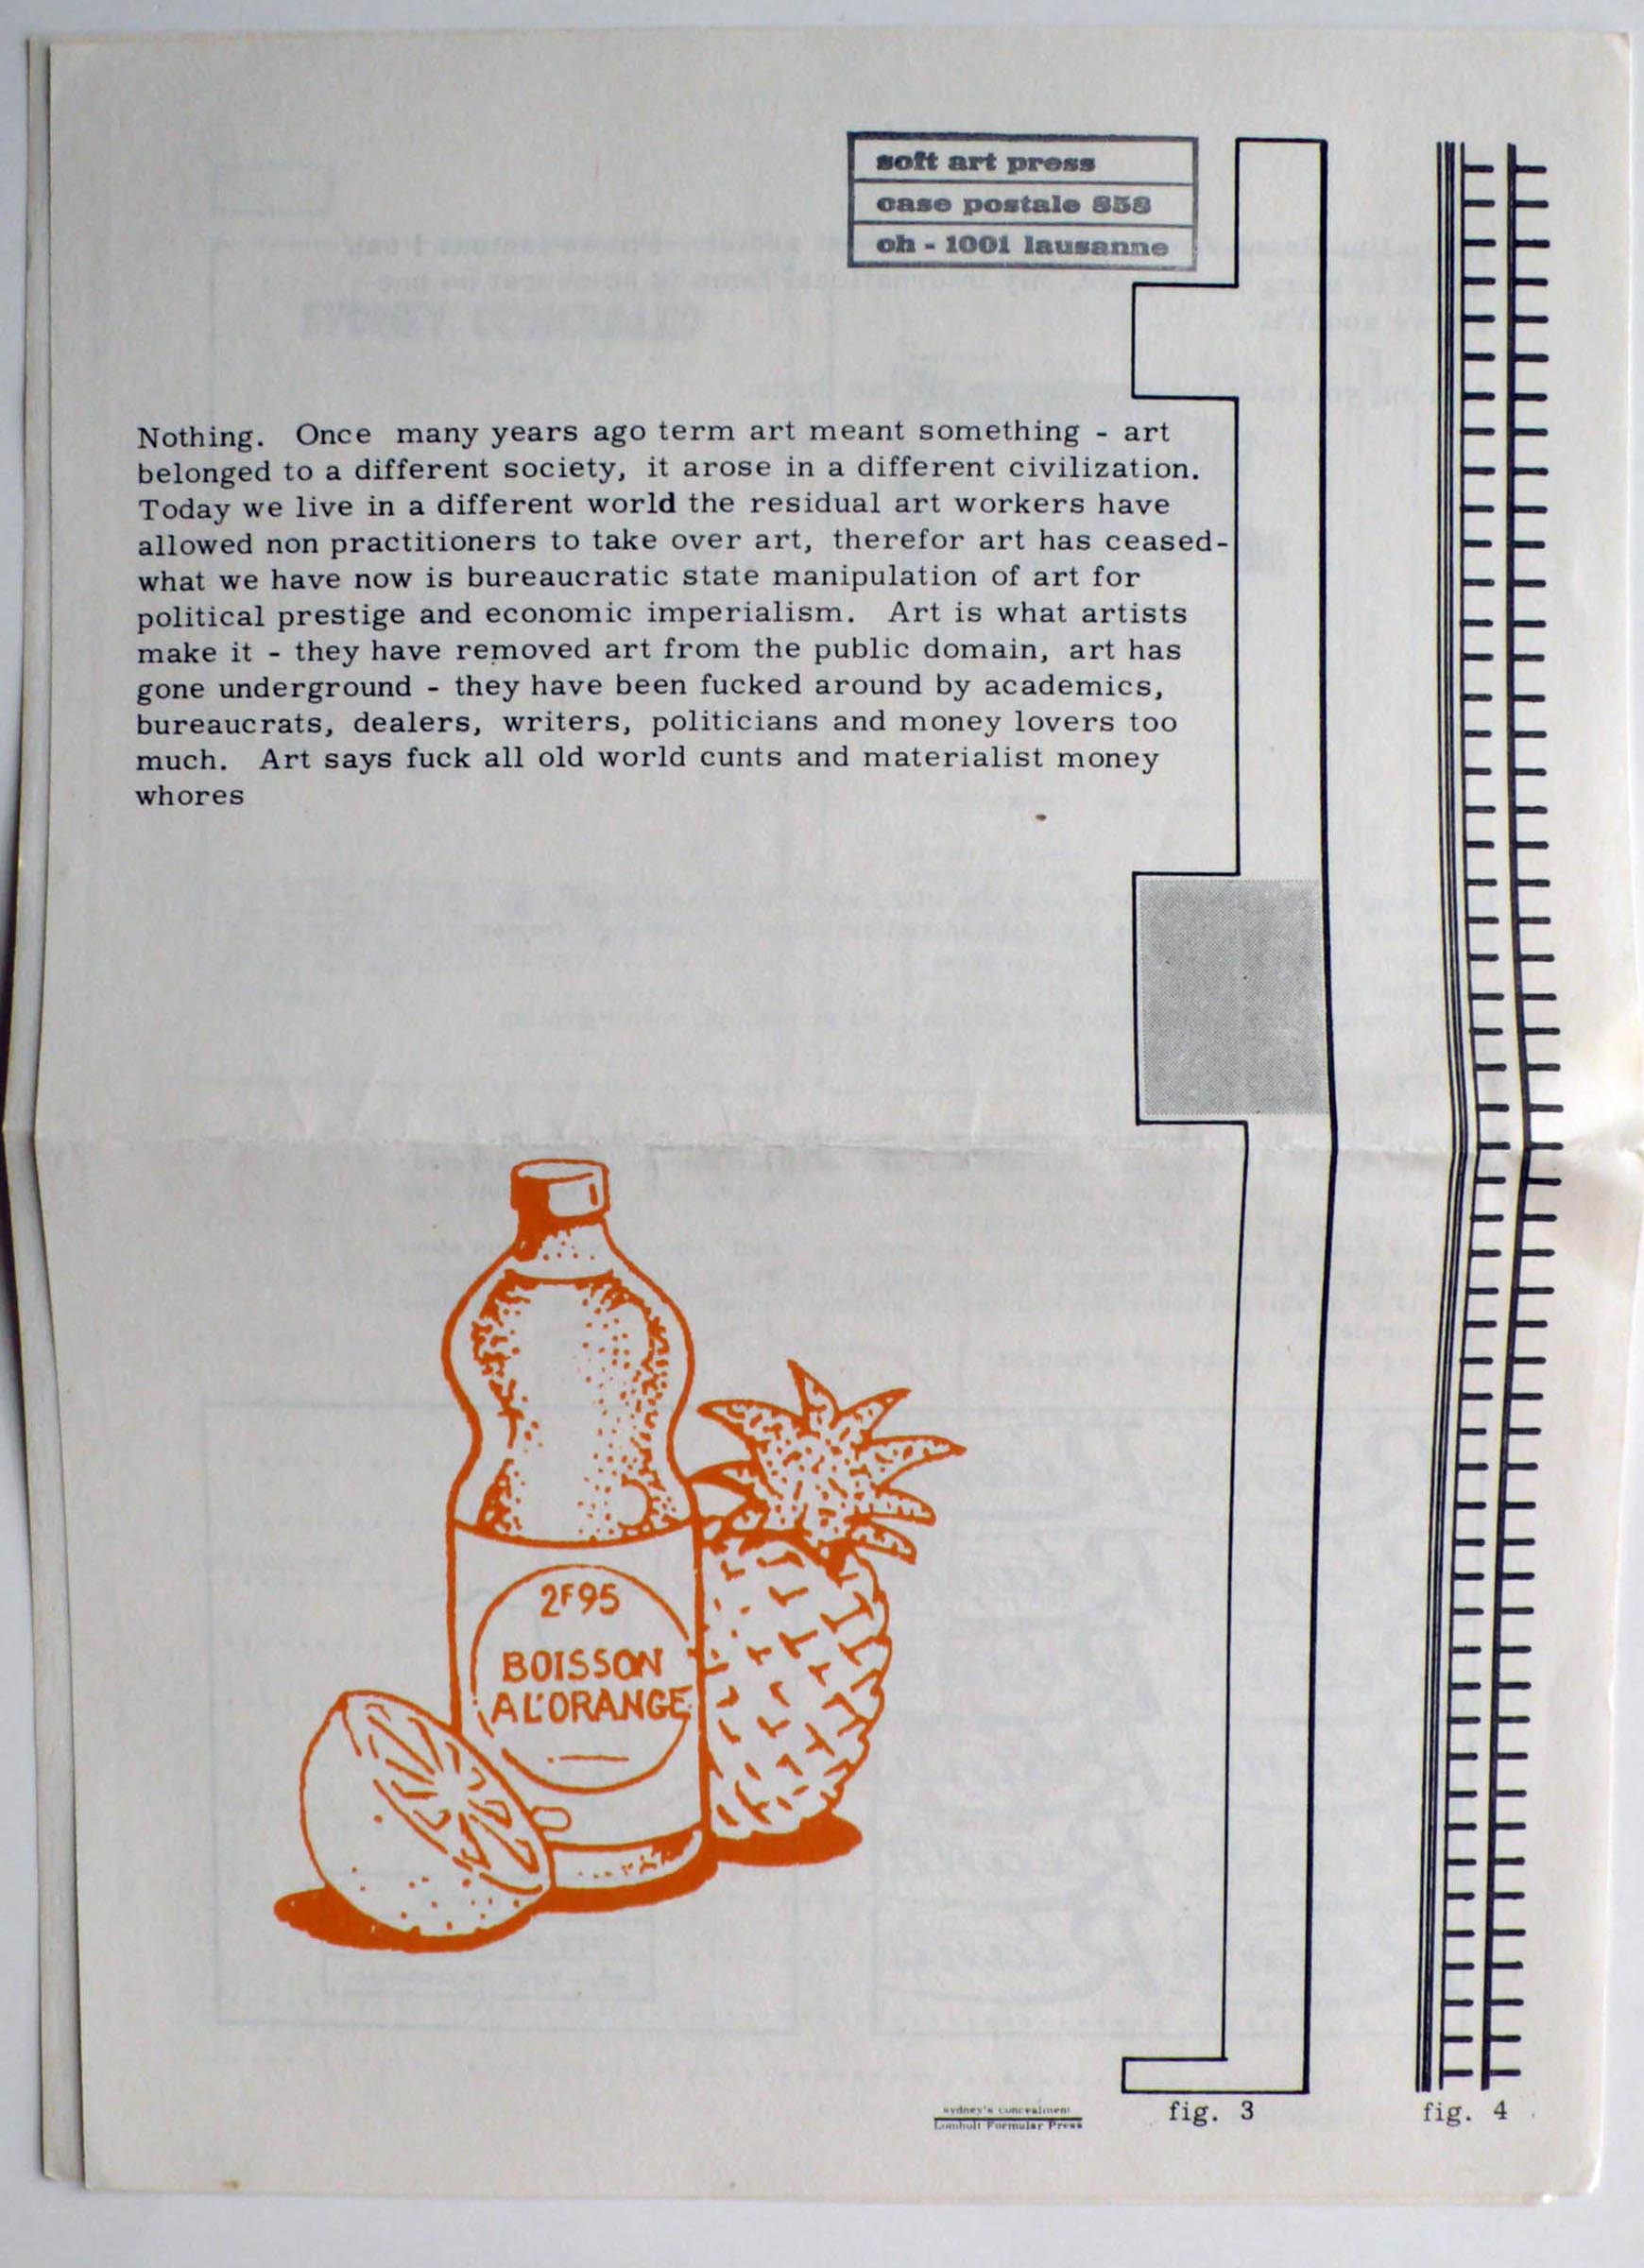 soft art press
case postale 858
ch - 1001 lausanne
Nothing. Once many years ago term art meant something - art
belonged to a different society, it arose in a different civilization.
Today we live in a different world the residual art workers have
allowed non practitioners to take over art, therefor art has ceased-
what we have now is bureaucratic state manipulation of art for
political prestige and economic imperialism. Art is what artists
make it - they have removed art from the public domain, art has
gone underground - they have been fucked around by academics,
bureaucrats, dealers, writers, politicians and money lovers too
much. Art says fuck all old world cunts and materialist money
whores
2F95
BOISSON
A L'ORANGE
sydney's concealment
Lomholt Formular Press
fig. 3
fig. 4